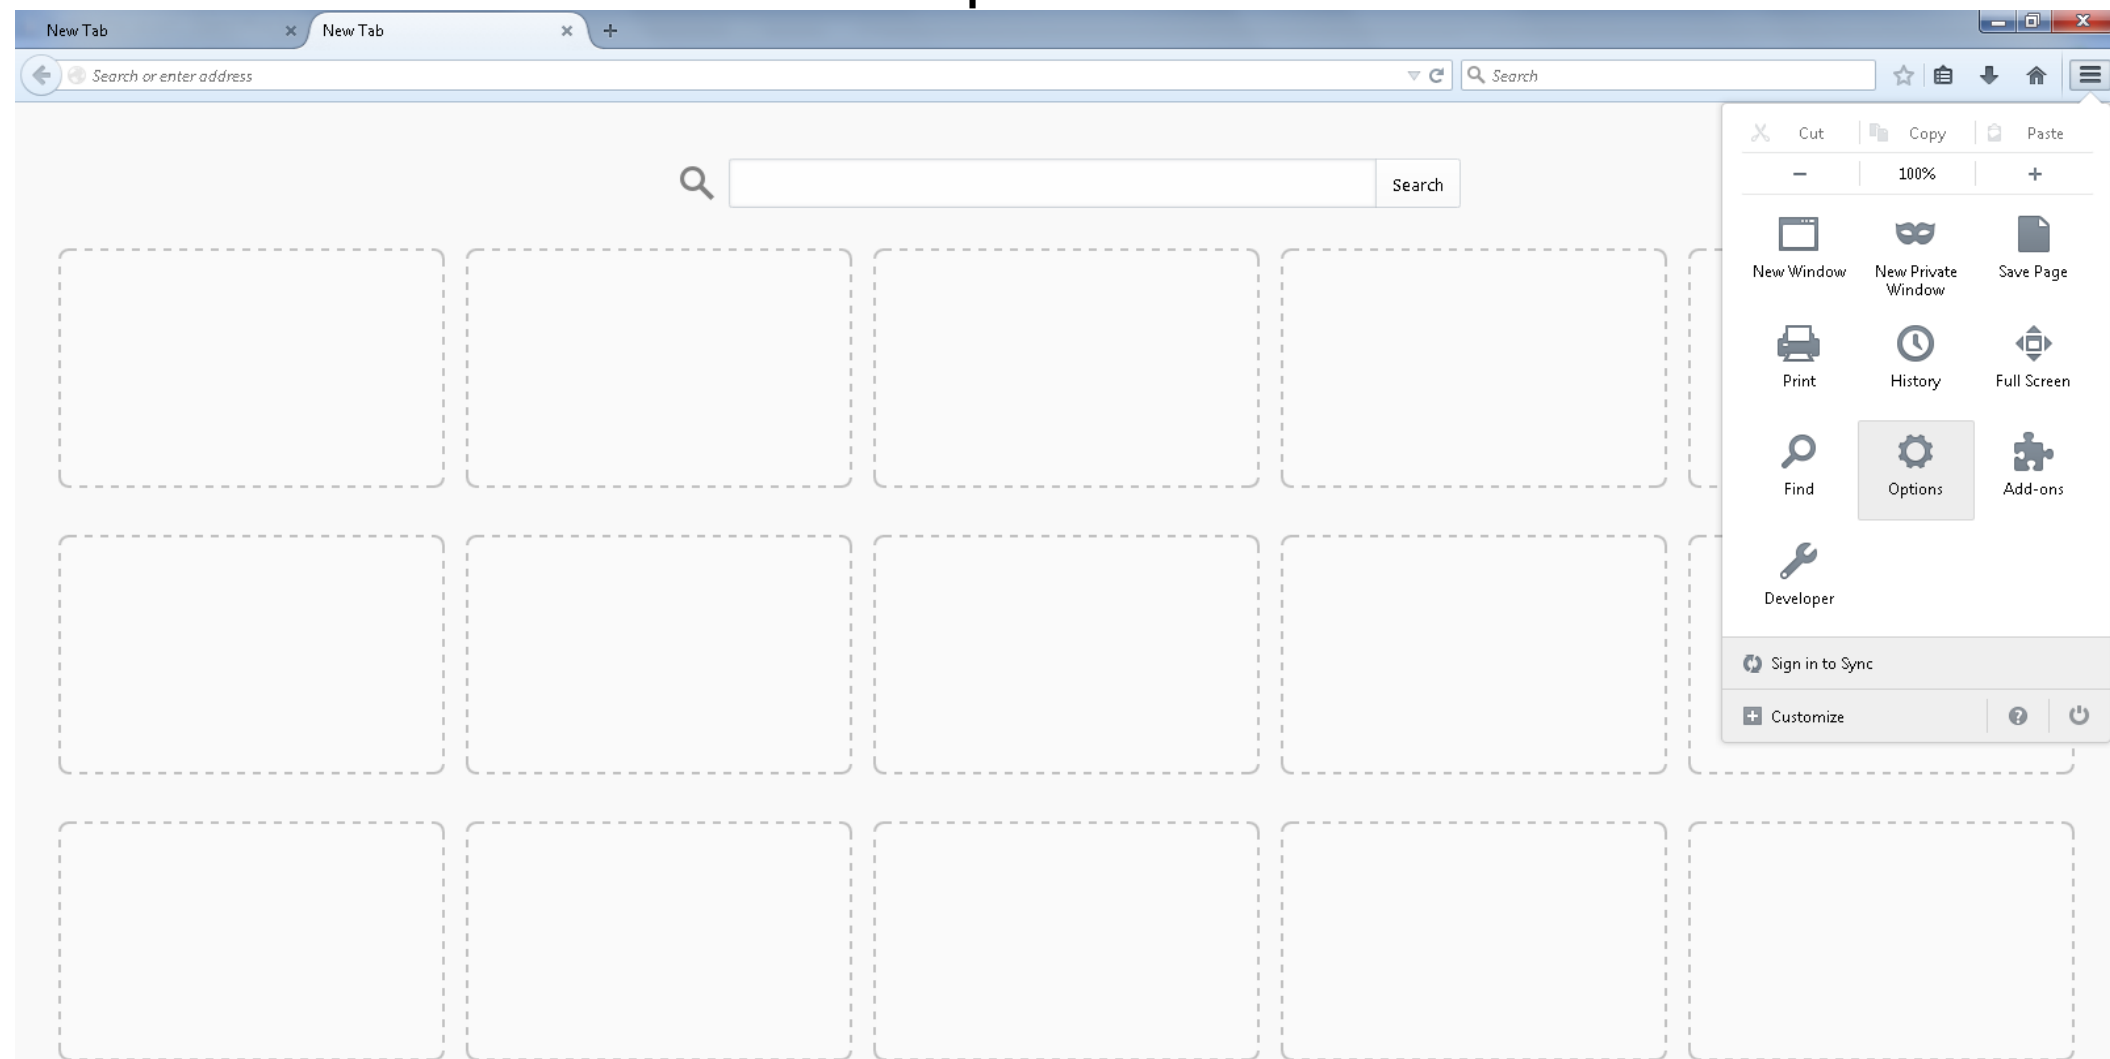 New Tab
New Tab
Search or enter address
Search
Cut
Copy
Paste
100%
Search
New Window
New Private
Window
Save Page
Print
History
Full Screen
Find
Options
Add-ons
Developer
Sign in to Sync
Customize